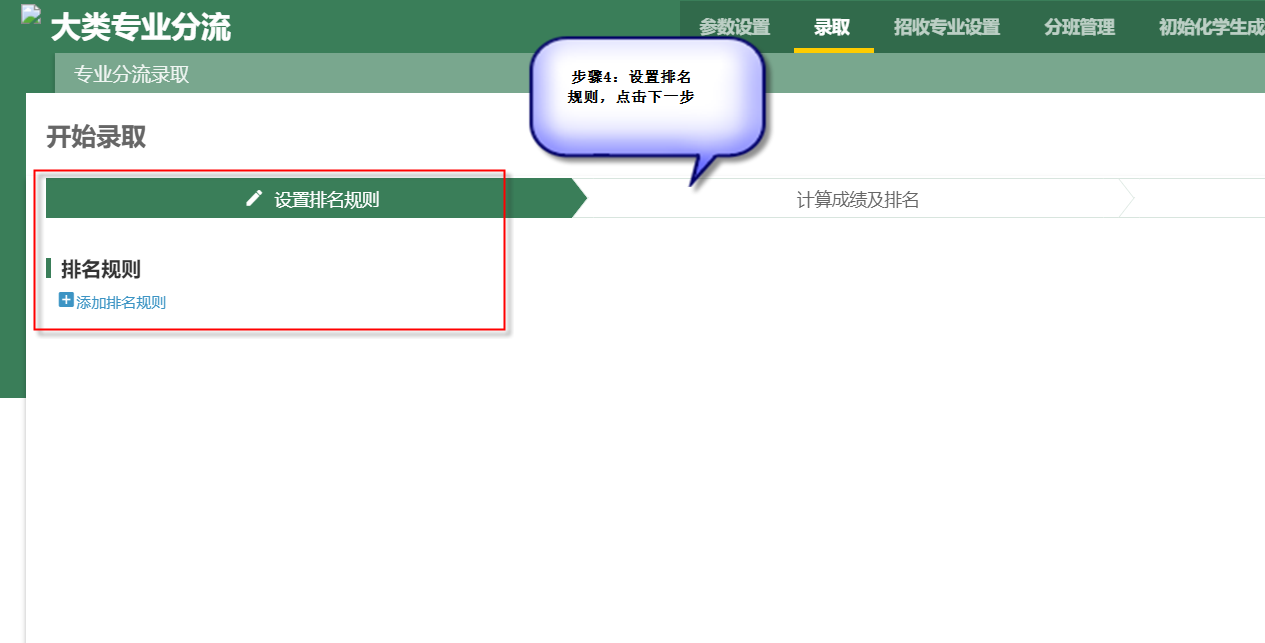 大类专业分流
参数设置
录取
招收专业设置
分班管理
初始化学生成
专业分流录取
步骤4：设置排名
规则，点击下一步
开始录取
设置排名规则
计算成绩及排名
排名规则
添加排名规则